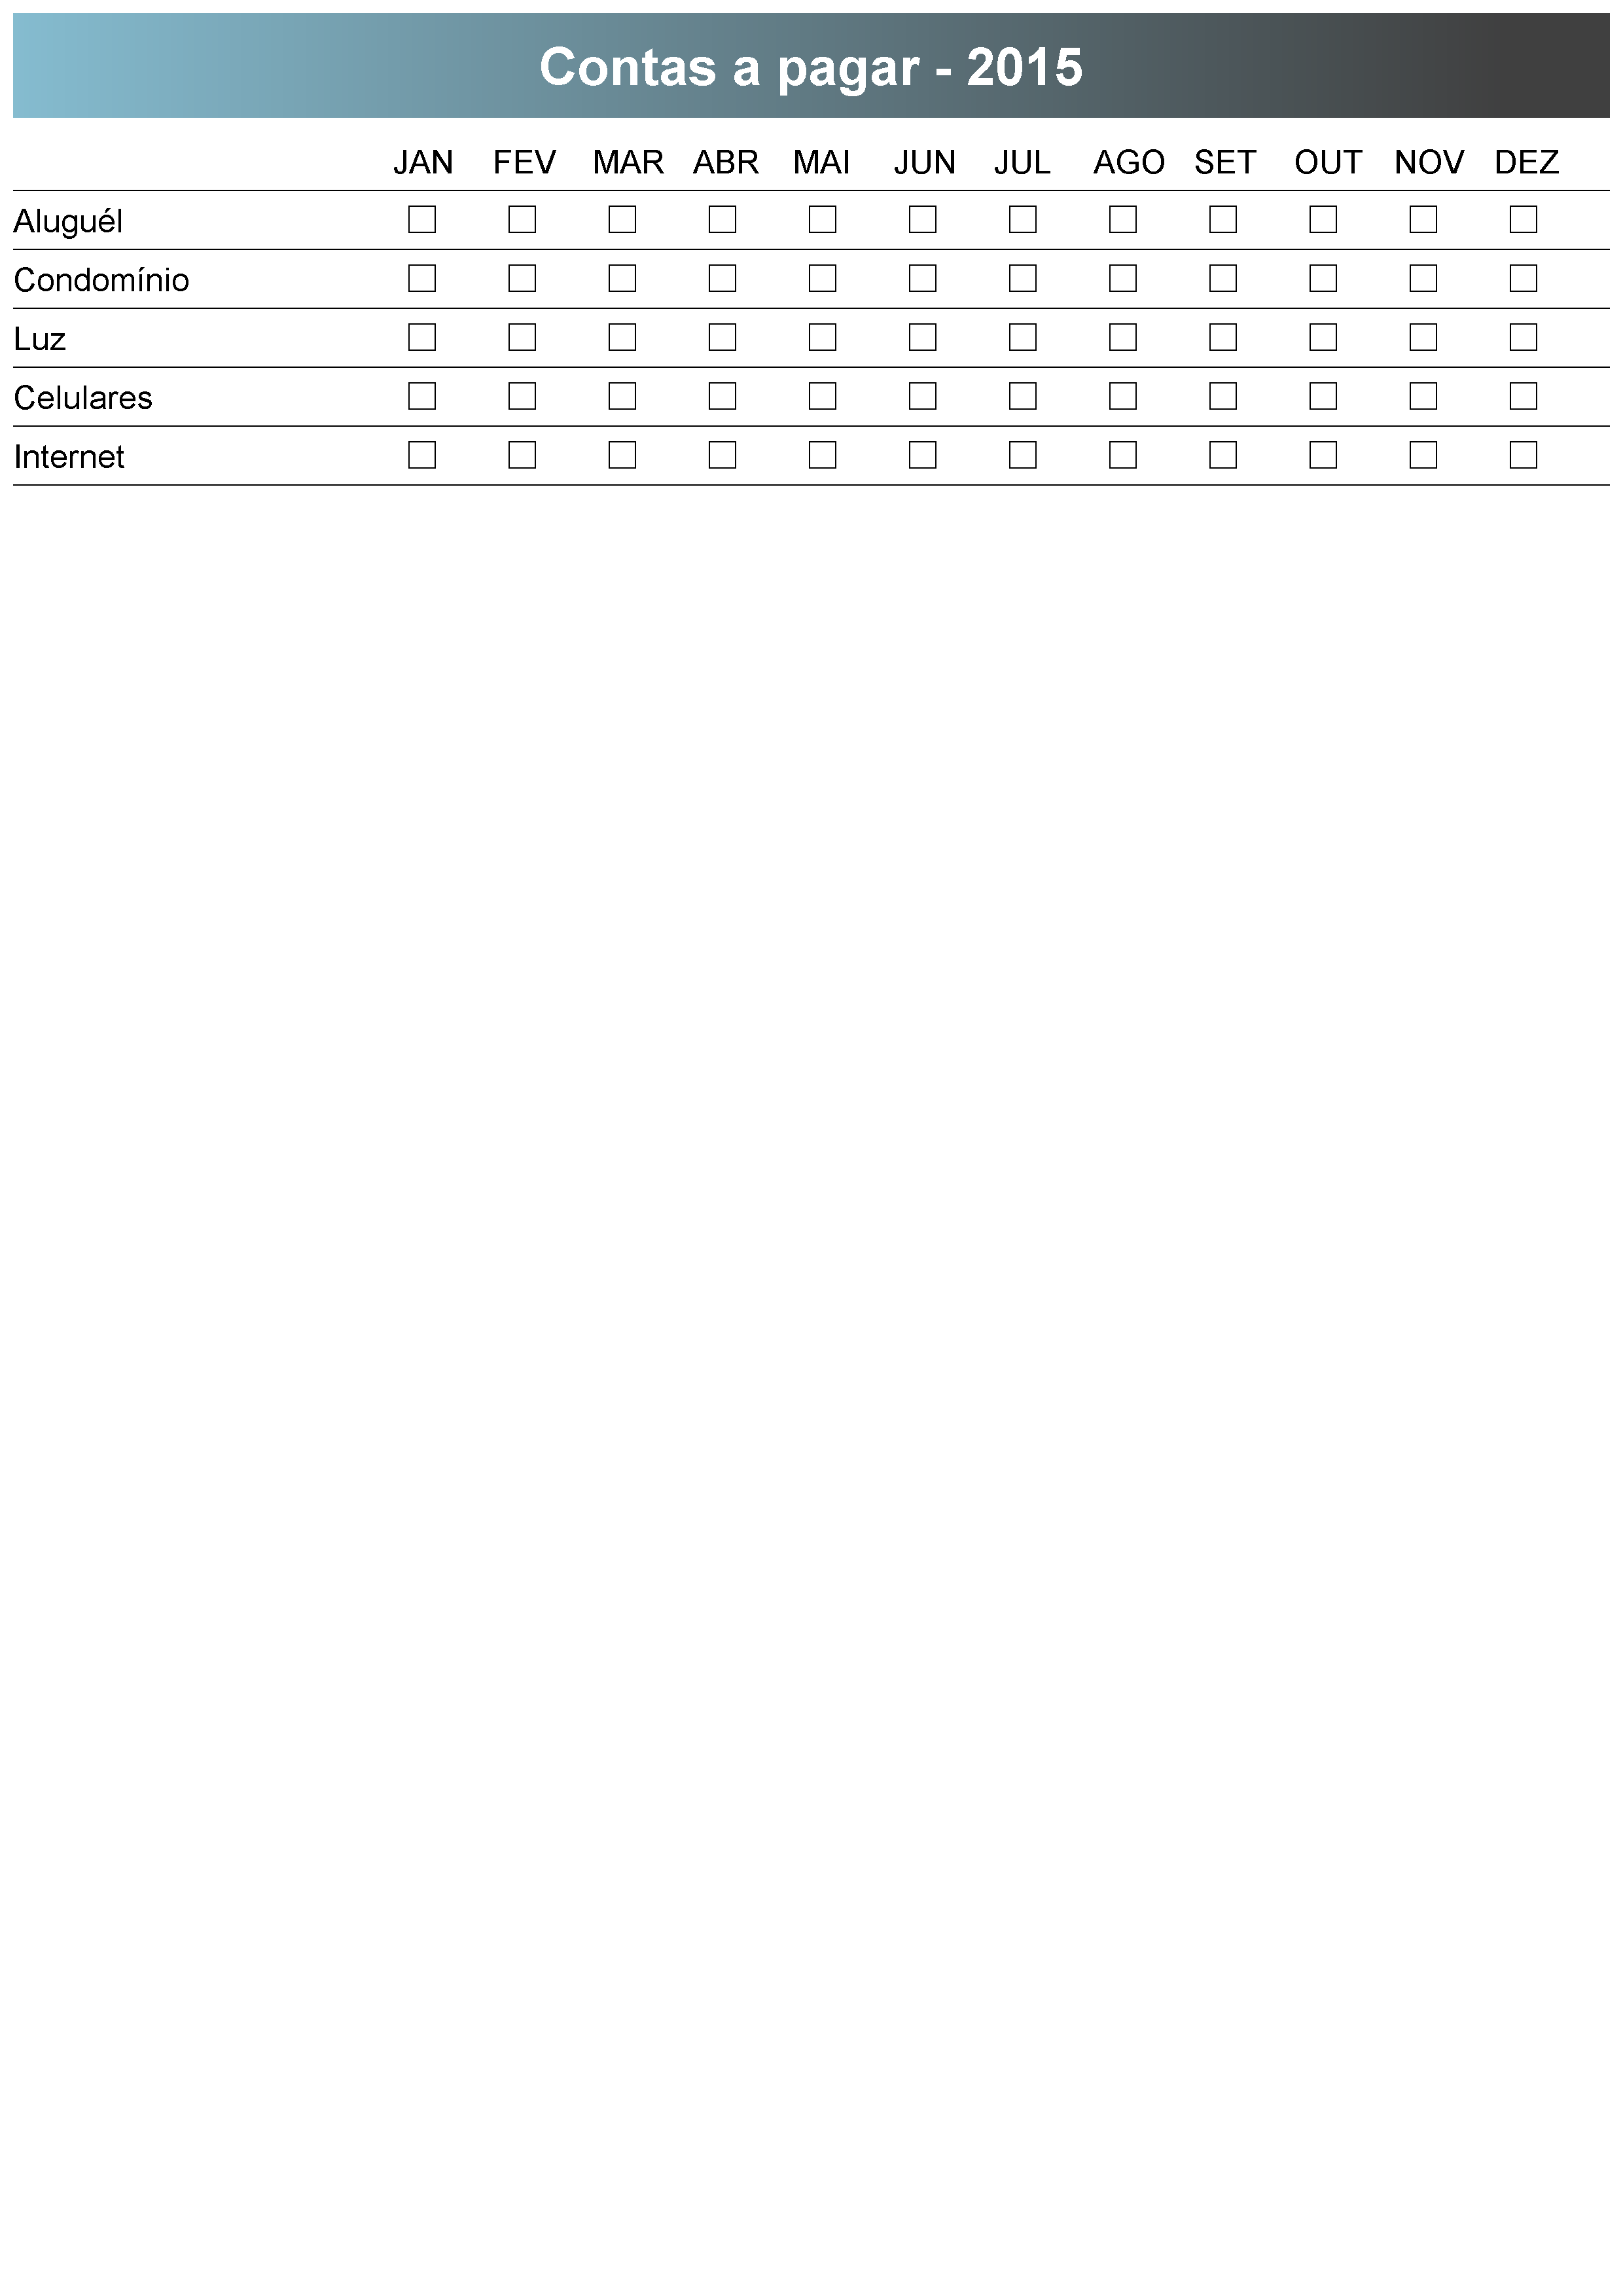 Contas a pagar - 2015
JAN FEV MAR ABR MAI JUN JUL AGO SET OUT NOV DEZ
Aluguél
Condomínio
Luz
Celulares
Internet